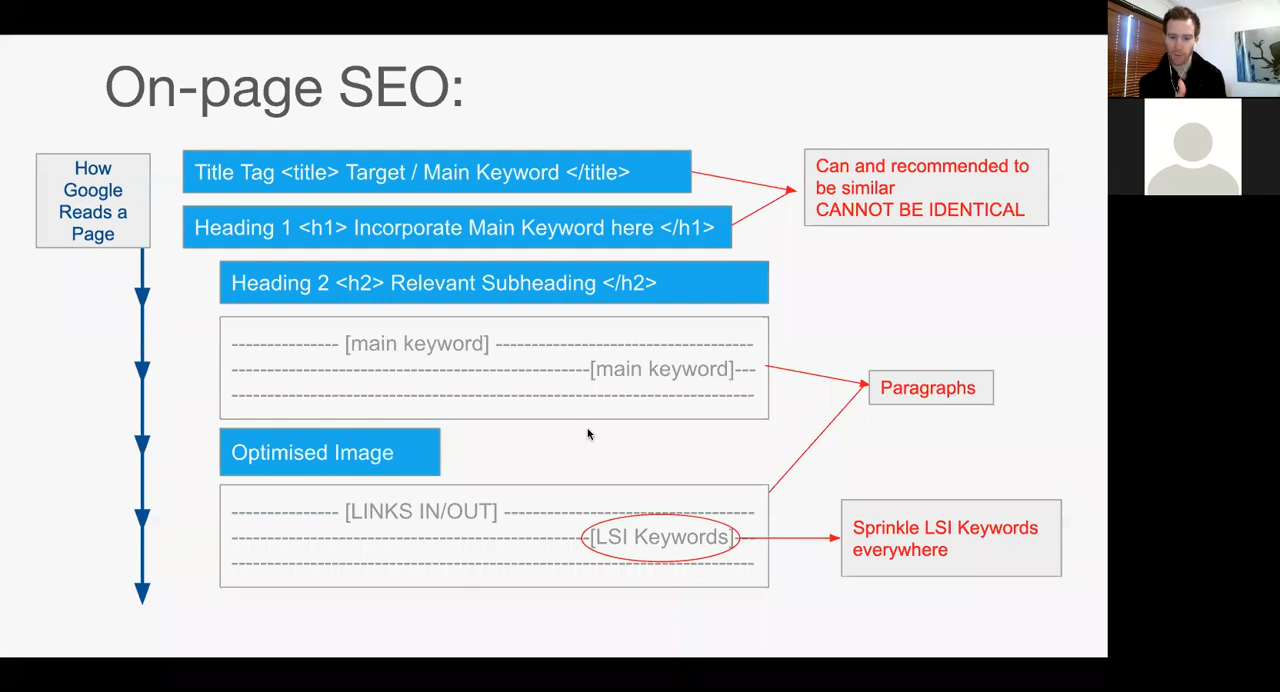 On-page SEO:
How
Google
Reads a
Page
Title Tag <title> Target / Main Keyword </title>
Heading 1 <h1> Incorporate Main Keyword here </h1>
Can and recommended to
be similar
CANNOT BE IDENTICAL
Heading 2 <h2> Relevant Subheading </h2>
--------------- [main keyword] ------------------------------------
--------------------------------------------------[main keyword]---
-------------------------------------------------------------------------
Paragraphs
Optimised Image
--------------- [LINKS IN/OUT] -----------------------------------
--------------------------------------------------[LSI Keywords]---
-------------------------------------------------------------------------
Sprinkle LSI Keywords
everywhere